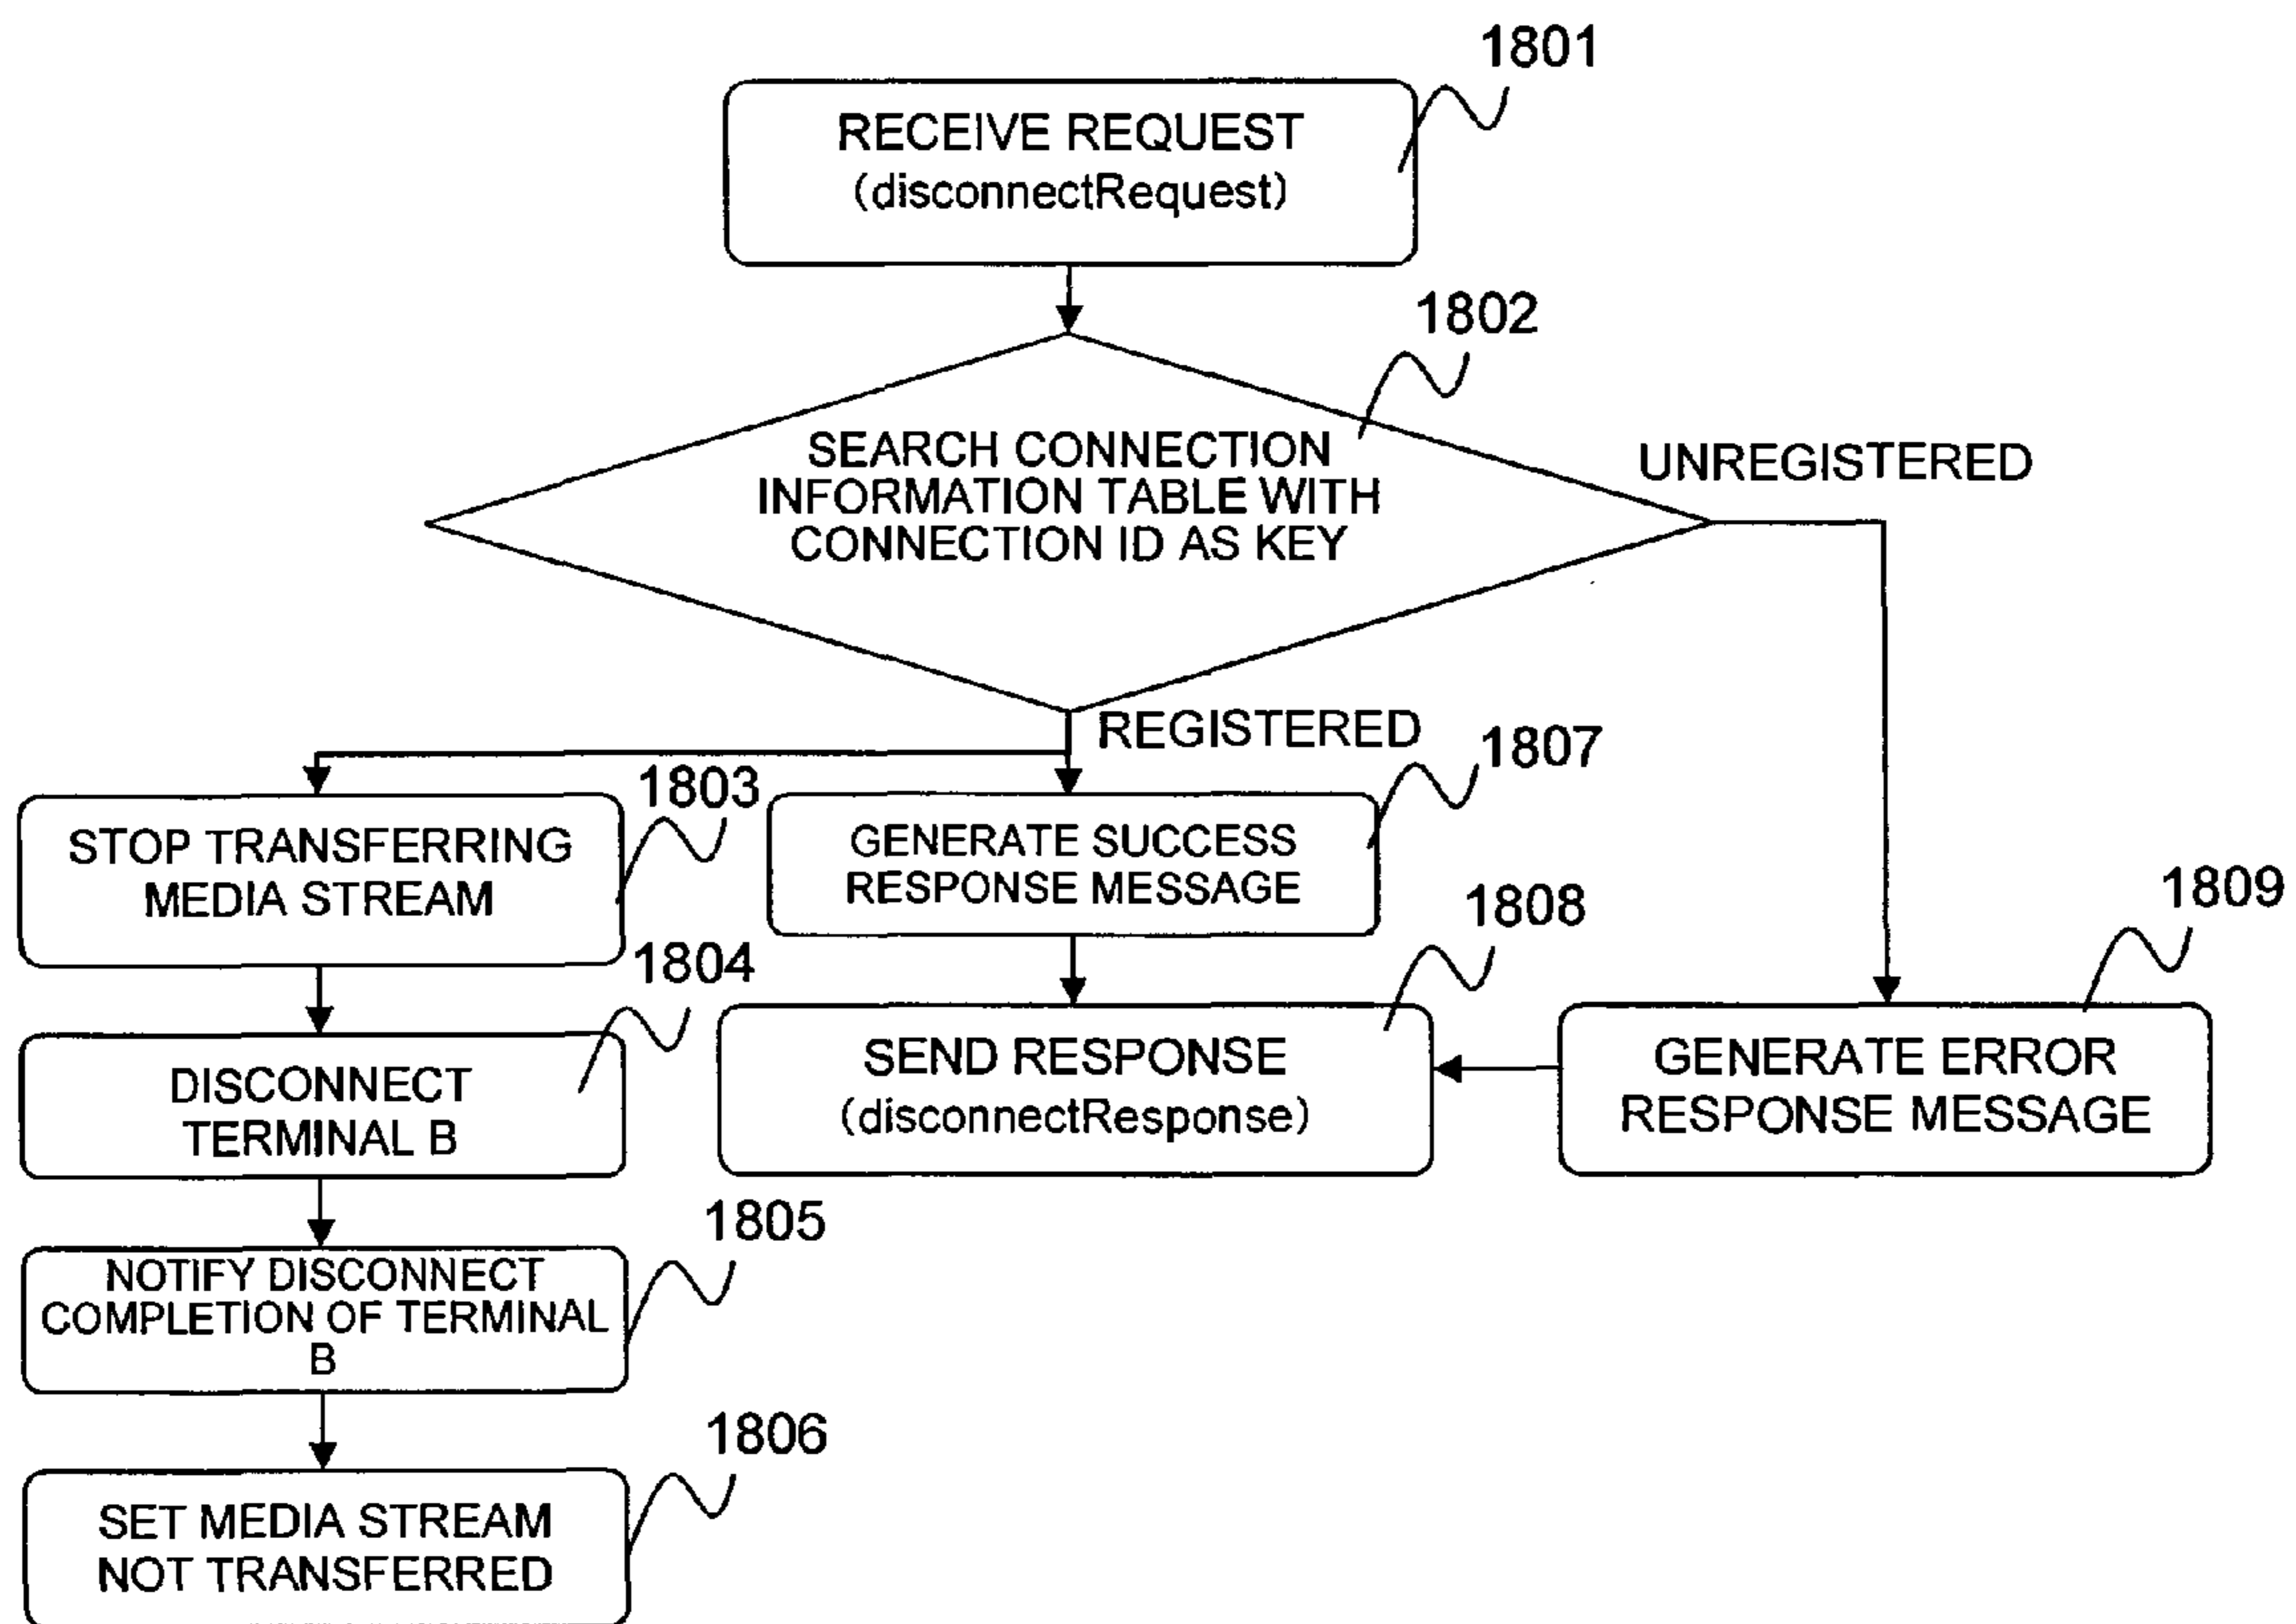 1801
RECEIVE REQUEST
(disconnectRequest)
1802
SEARCH CONNECTION
INFORMATION TABLE WITH
CONNECTION ID AS KEY
UNREGISTERED
REGISTERED
1803
STOP TRANSFERRING
MEDIA STREAM
1807
GENERATE SUCCESS
RESPONSE MESSAGE
1804
DISCONNECT
TERMINAL B
1808
SEND RESPONSE
(disconnectResponse)
1809
GENERATE ERROR
RESPONSE MESSAGE
1805
NOTIFY DISCONNECT
COMPLETION OF TERMINAL
B
1806
SET MEDIA STREAM
NOT TRANSFERRED